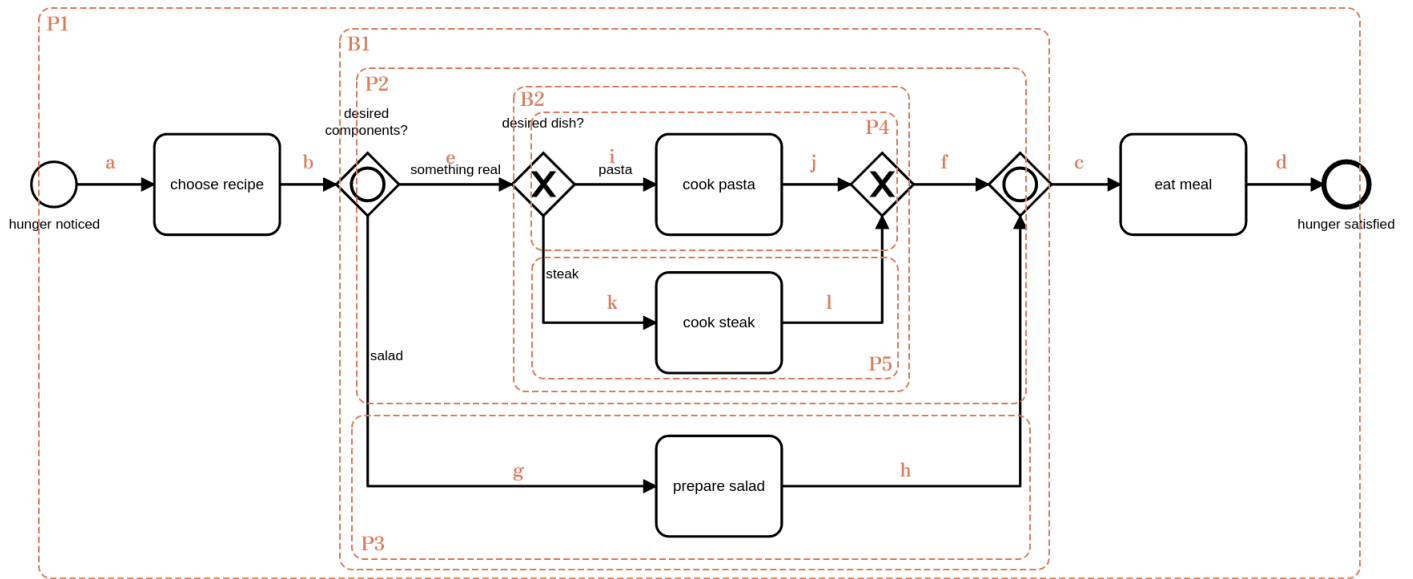 P1
B1
P2
desired
components?
B2
desired dish?
P4
a
choose recipe
b
e
something real
i
pasta
cook pasta
j
f
c
eat meal
d
hunger noticed
hunger satisfied
steak
k
cook steak
l
salad
P5
g
prepare salad
h
P3